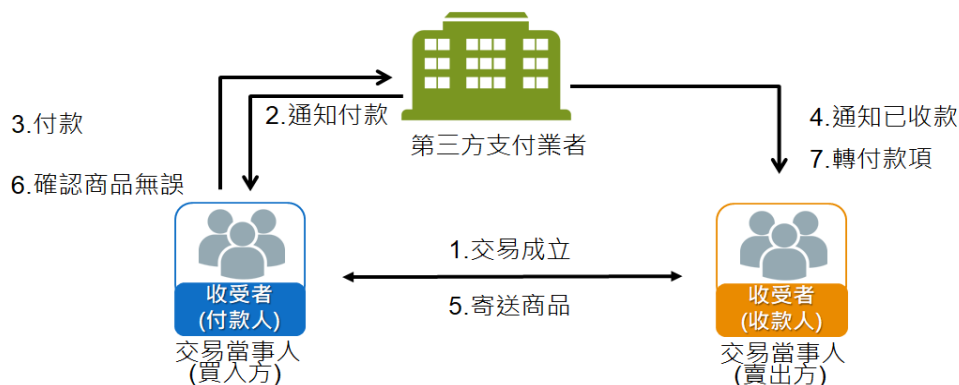 3.付款
2.通知付款
6.確認商品無誤
第三方支付業者
4.通知已收款
7.轉付款項
1.交易成立
5.寄送商品
收受者
(付款人)
交易當事人
(買入方)
收受者
(收款人)
交易當事人
(賣出方)